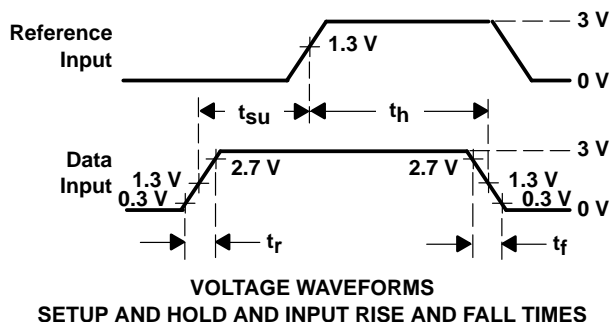 Reference
Input
1.3 V
3 V
0 V
tsu
th
Data
Input
1.3 V
0.3 V
2.7 V
2.7 V
3 V
1.3 V
0.3 V
0 V
tr
tf
VOLTAGE WAVEFORMS
SETUP AND HOLD AND INPUT RISE AND FALL TIMES